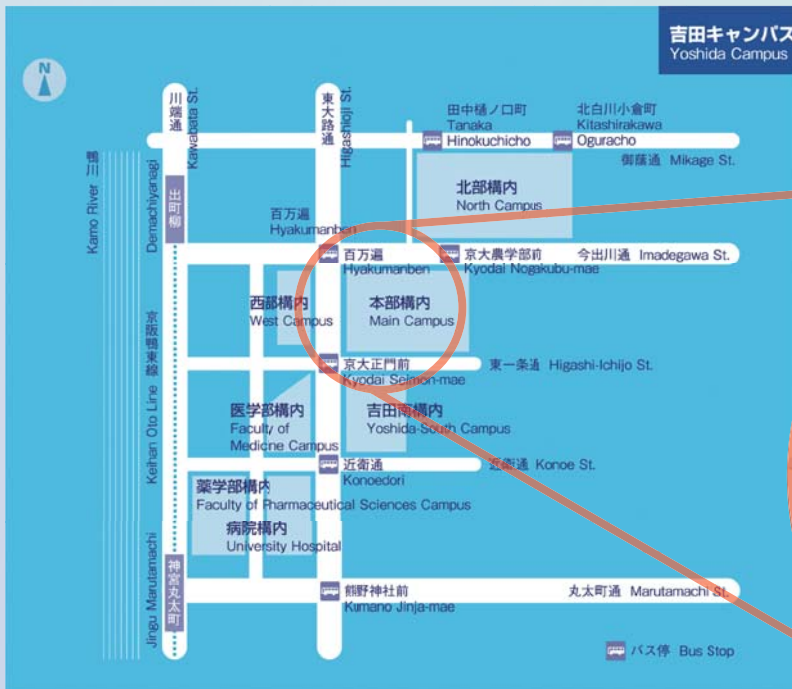 吉田キャンパス
Yoshida Campus
N
川端通
Kawabata St.
東大路通
Higashioji St.
田中樋ノ口町
Tanaka
Hinokuchicho
北白川小倉町
Kitashirakawa
Oguracho
御蔭通 Mikage St.
Kamo River 三鴨
出町柳
Demachiyanagi
北部構内
North Campus
百万遍
Hyakumanben
百万遍
Hyakumanben
京大農学部前
Kyodai Nogakubu-mae
今出川通 Imadegawa St.
西部構内
West Campus
本部構内
Main Campus
京阪鴨東線
Keihan Oto Line
京大正門前
Kyodai Seimon-mae
東一条通 Higashi-Ichijo St.
医学部構内
Faculty of
Medicine Campus
吉田南構内
Yoshida-South Campus
近衛通
Konoedori
近衛通 Konoe St.
薬学部構内
Faculty of Pharmaceutical Sciences Campus
病院構内
University Hospital
神宮丸太町
Jingu Marutamachi
熊野神社前
Kumano Jinja-mae
丸太町通 Marutamachi St.
バス停 Bus Stop